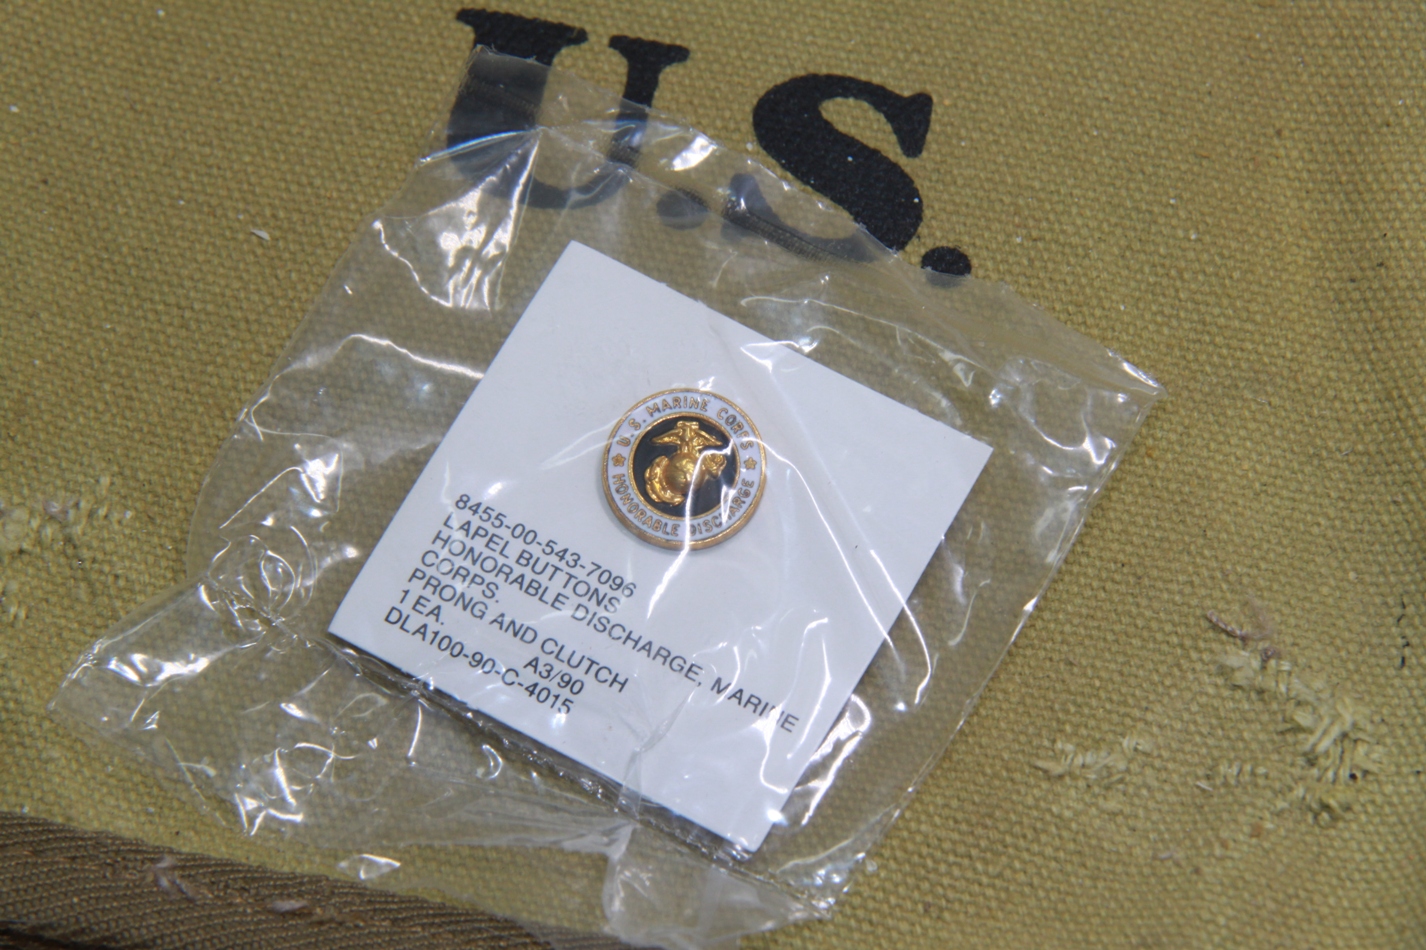 U.S.
U.S. MARINE CORPS
HONORABLE DISCHARGE
8455-00-543-7096
LAPEL BUTTONS
HONORABLE DISCHARGE, MARINE
CORPS.
PRONG AND CLUTCH
1 EA. A3/90
DLA100-90-C-4015